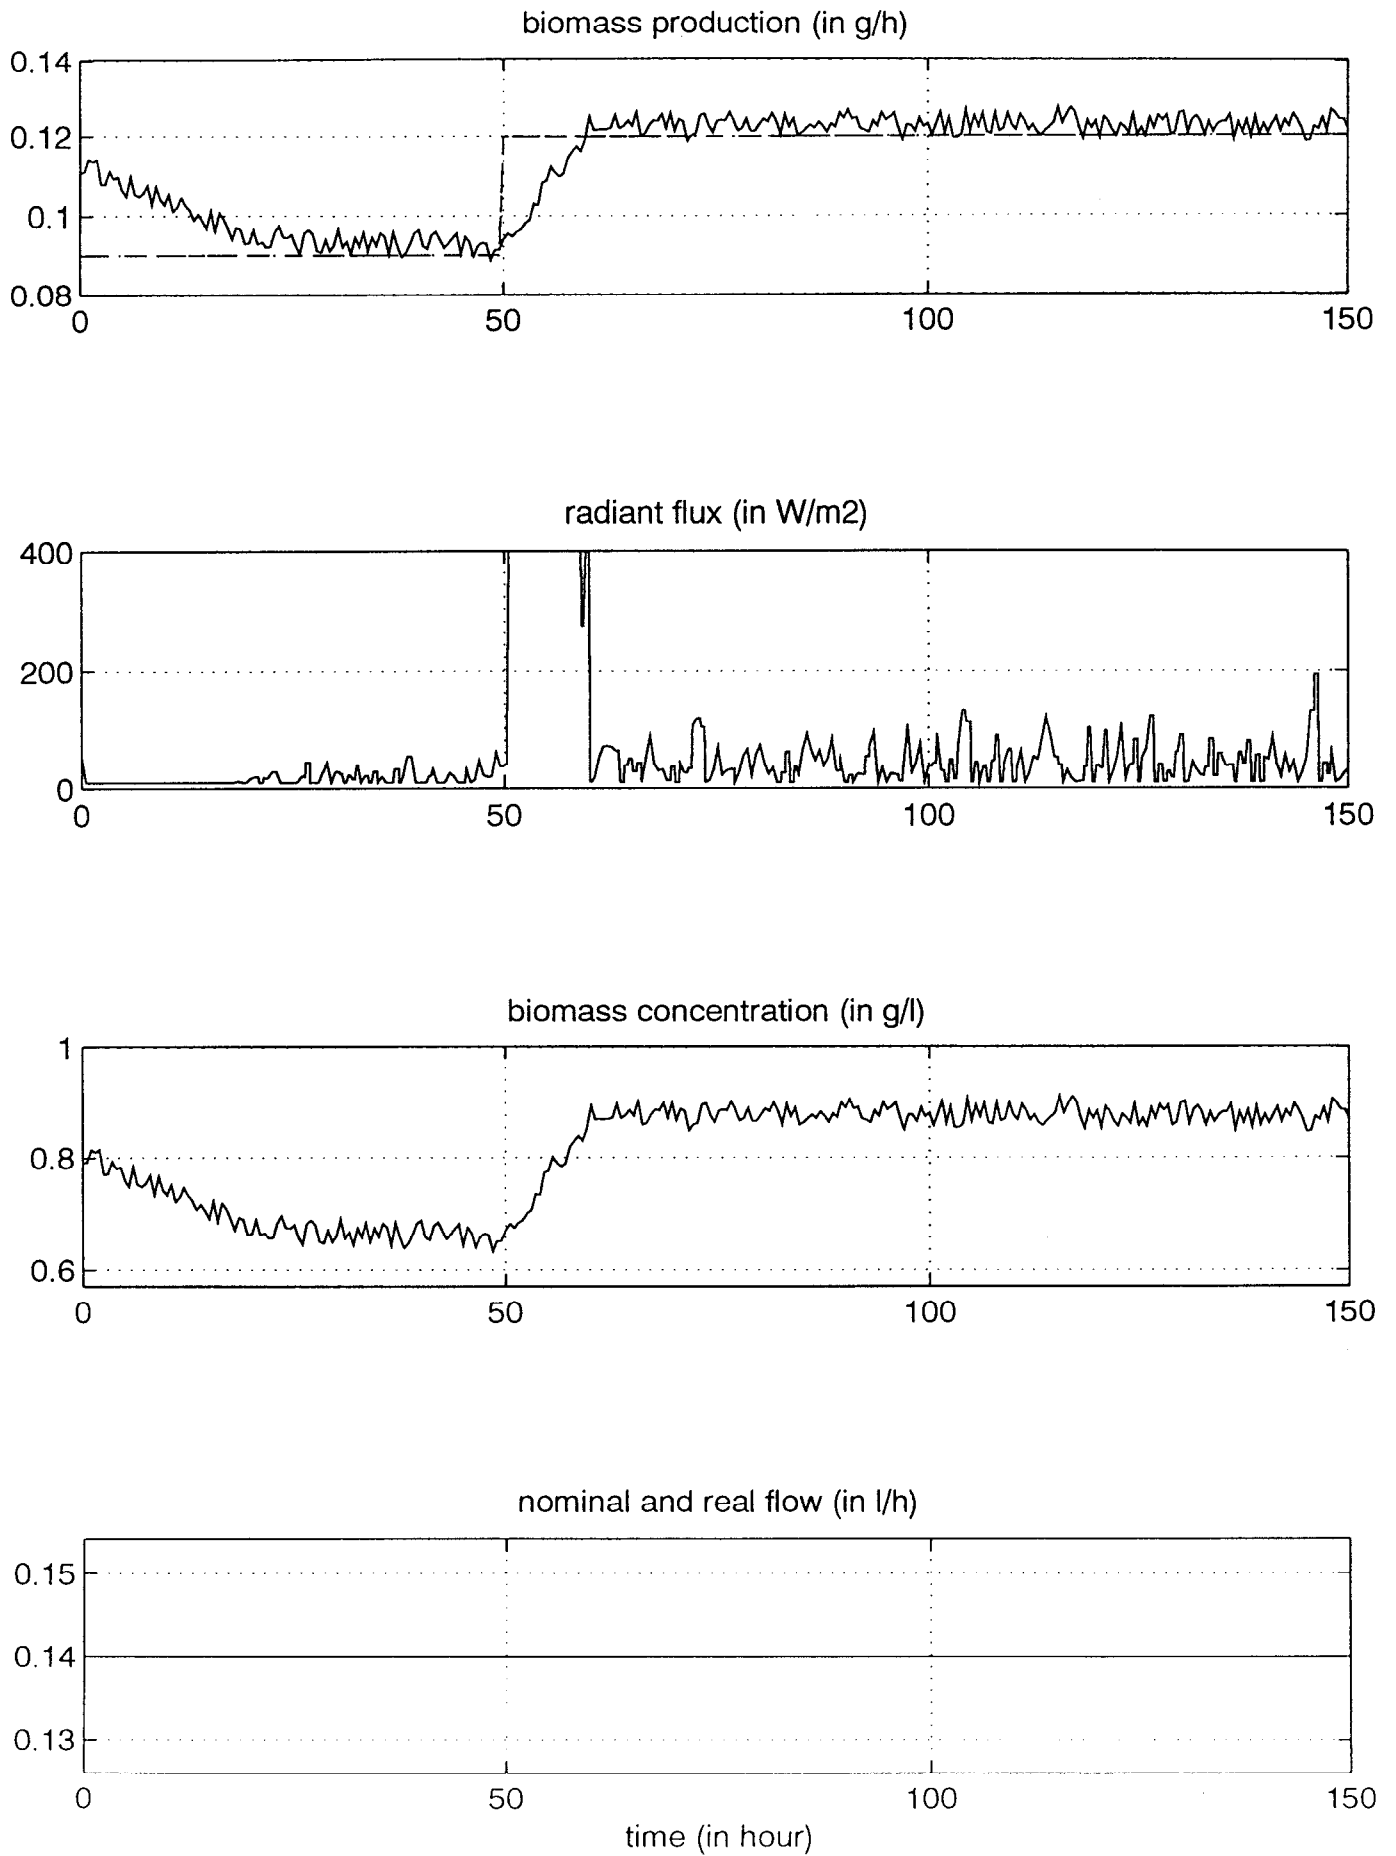 biomass production (in g/h)
0.14
0.12
0.1
0.08
0 50 100 150
radiant flux (in W/m2)
400
200
0
0 50 100 150
biomass concentration (in g/l)
1
0.8
0.6
0 50 100 150
nominal and real flow (in l/h)
0.15
0.14
0.13
0 50 100 150
time (in hour)